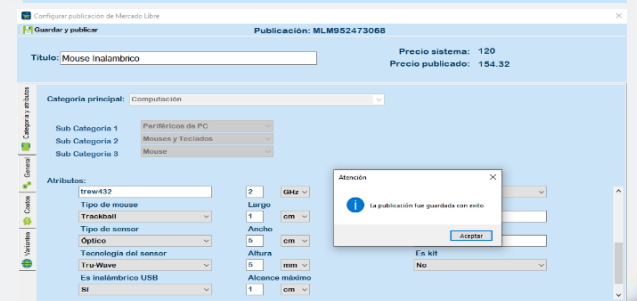 Configurar publicación de Mercado Libre
Guardar y publicar
Publicación: MLM952473068
Título: Mouse Inalambrico
Precio sistema: 120
Precio publicado: 154.32
Categoria y atributos
General
Costos
Variantes
Categoria principal: Computación
Sub Categoria 1 Periféricos de PC
Sub Categoria 2 Mouses y Teclados
Sub Categoria 3 Mouse
Atributos:
trew432 2 GHz
Tipo de mouse Largo
Trackball 1 cm
Tipo de sensor Ancho
Óptico 5 cm
Tecnología del sensor Altura Es kit
Tru-Wave 5 mm No
Es inalámbrico USB Alcance máximo
Sí 1 cm
Atención
La publicación fue guardada con exito
Aceptar